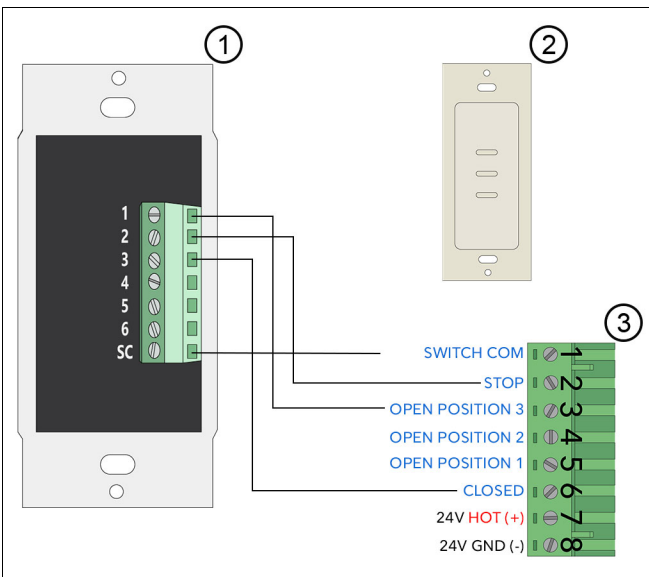 1
2
3
1
2
3
4
5
6
SC
SWITCH COM
STOP
OPEN POSITION 3
OPEN POSITION 2
OPEN POSITION 1
CLOSED
24V HOT (+)
24V GND (-)
1
2
3
4
5
6
7
8